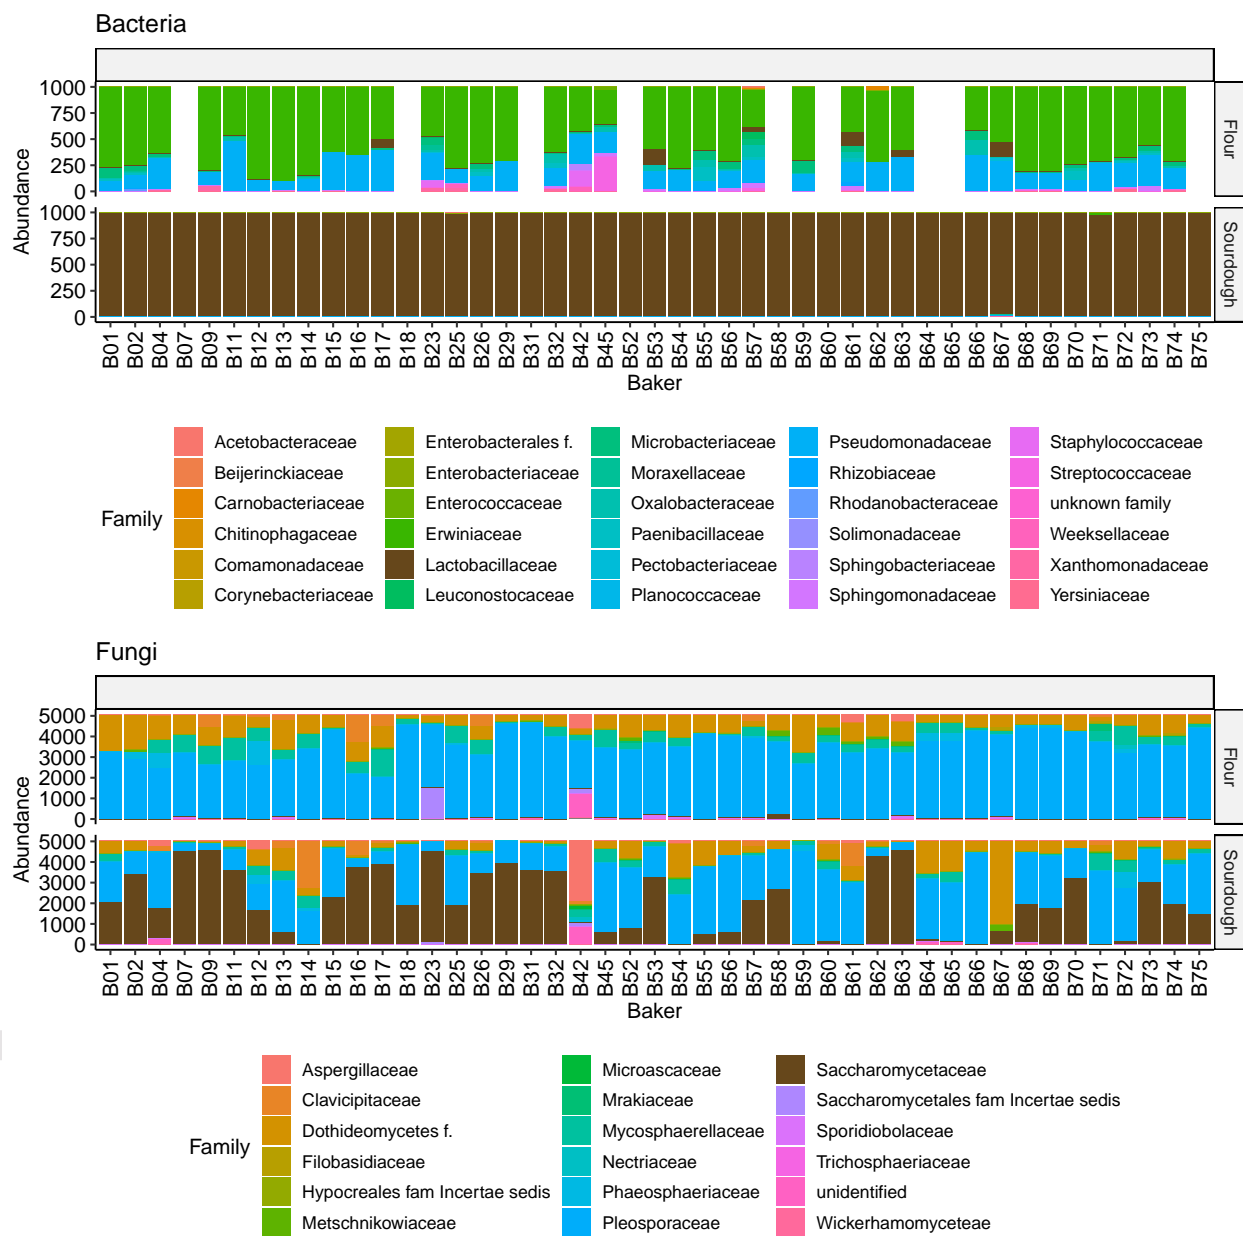 Bacteria
1000
750
500
250
0
Flour
1000
750
500
250
0
Sourdough
Abundance
B01 B02 B04 B07 B09 B11 B12 B13 B14 B15 B16 B17 B18 B23 B25 B26 B29 B31 B32 B42 B45 B52 B53 B54 B55 B56 B57 B58 B59 B60 B61 B62 B63 B64 B65 B66 B67 B68 B69 B70 B71 B72 B73 B74 B75
Baker
Family
Acetobacteraceae Enterobacterales f. Microbacteriaceae Pseudomonadaceae Staphylococcaceae
Beijerinckiaceae Enterobacteriaceae Moraxellaceae Rhizobiaceae Streptococcaceae
Carnobacteriaceae Enterococcaceae Oxalobacteraceae Rhodanobacteraceae unknown family
Chitinophagaceae Erwiniaceae Paenibacillaceae Solimonadaceae Weeksellaceae
Comamonadaceae Lactobacillaceae Pectobacteriaceae Sphingobacteriaceae Xanthomonadaceae
Corynebacteriaceae Leuconostocaceae Planococcaceae Sphingomonadaceae Yersiniaceae
Fungi
5000
4000
3000
2000
1000
0
Flour
5000
4000
3000
2000
1000
0
Sourdough
Abundance
B01 B02 B04 B07 B09 B11 B12 B13 B14 B15 B16 B17 B18 B23 B25 B26 B29 B31 B32 B42 B45 B52 B53 B54 B55 B56 B57 B58 B59 B60 B61 B62 B63 B64 B65 B66 B67 B68 B69 B70 B71 B72 B73 B74 B75
Baker
Family
Aspergillaceae Microascaceae Saccharomycetaceae
Clavicipitaceae Mrakiaceae Saccharomycetales fam Incertae sedis
Dothideomycetes f. Mycosphaerellaceae Sporidiobolaceae
Filobasidiaceae Nectriaceae Trichosphaeriaceae
Hypocreales fam Incertae sedis Phaeosphaeriaceae unidentified
Metschnikowiaceae Pleosporaceae Wickerhamomyceteae